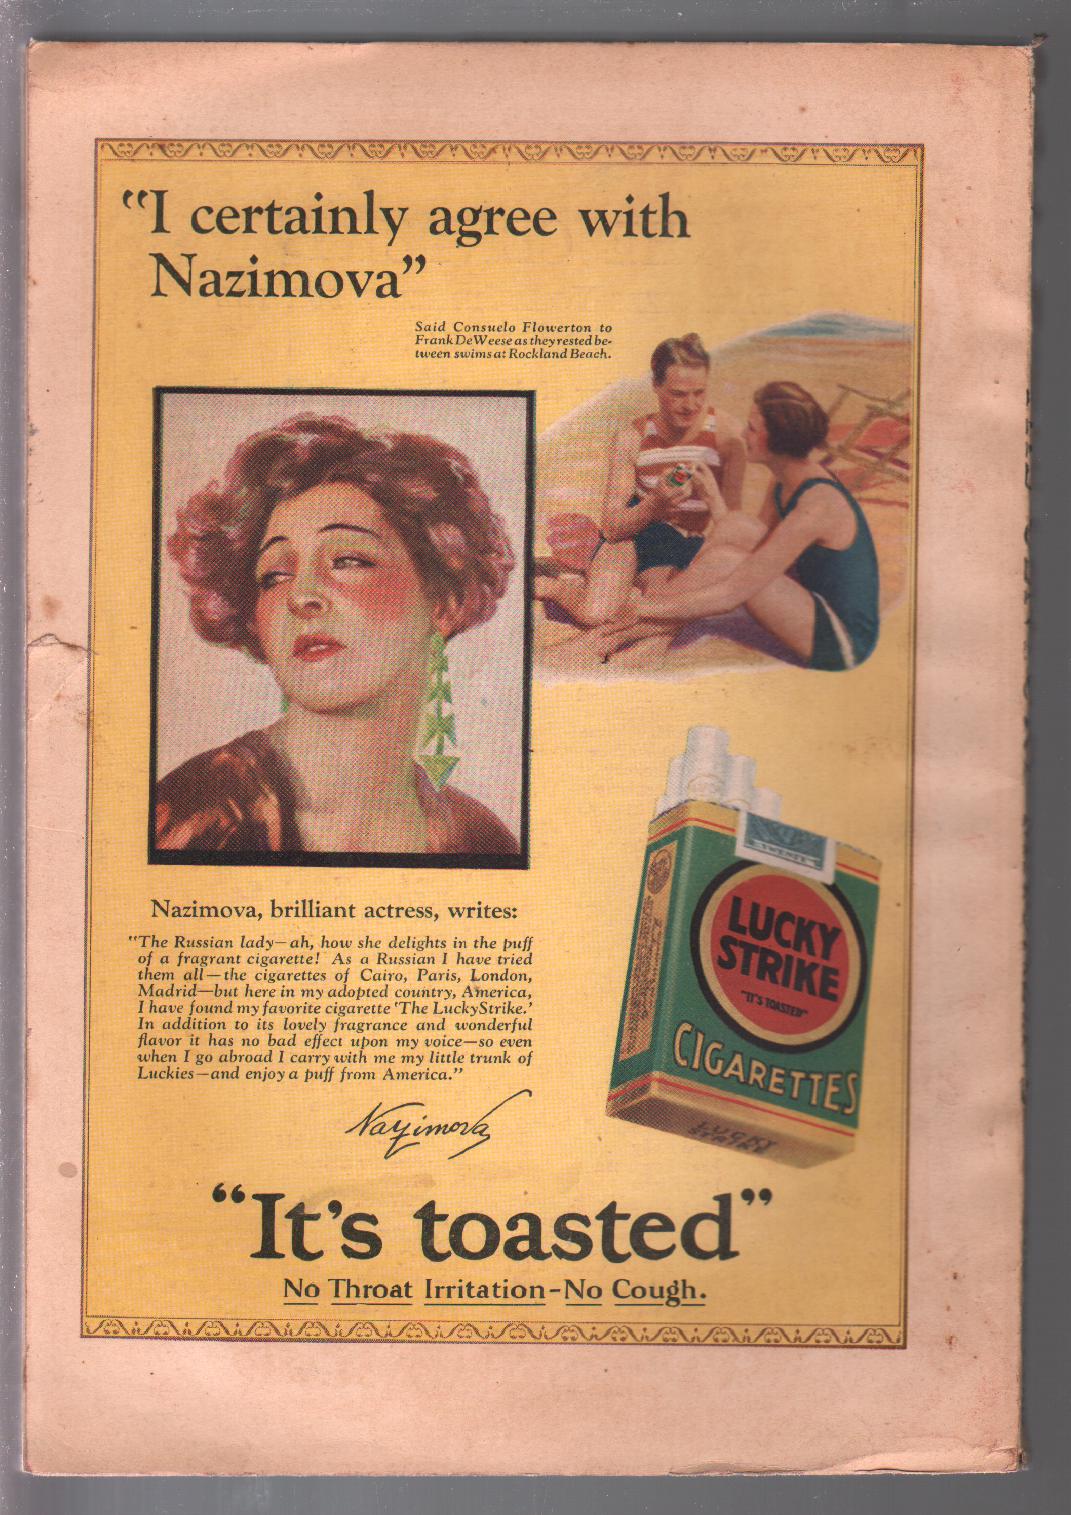 “I certainly agree with
Nazimova”
Said Consuelo Flowerton to
Frank DeWeese as they rested be-
tween swims at Rockland Beach.
Nazimova, brilliant actress, writes:
“The Russian lady—ah, how she delights in the puff
of a fragrant cigarette! As a Russian I have tried
them all—the cigarettes of Cairo, Paris, London,
Madrid—but here in my adopted country, America,
I have found my favorite cigarette ‘The Lucky Strike.’
In addition to its lovely fragrance and wonderful
flavor it has no bad effect upon my voice—so even
when I go abroad I carry with me my little trunk of
Luckies—and enjoy a puff from America.”
Nazimova
TWENTY
LUCKY
STRIKE
"IT'S TOASTED"
CIGARETTES
LUCKY
STRIKE
“It’s toasted”
No Throat Irritation-No Cough.